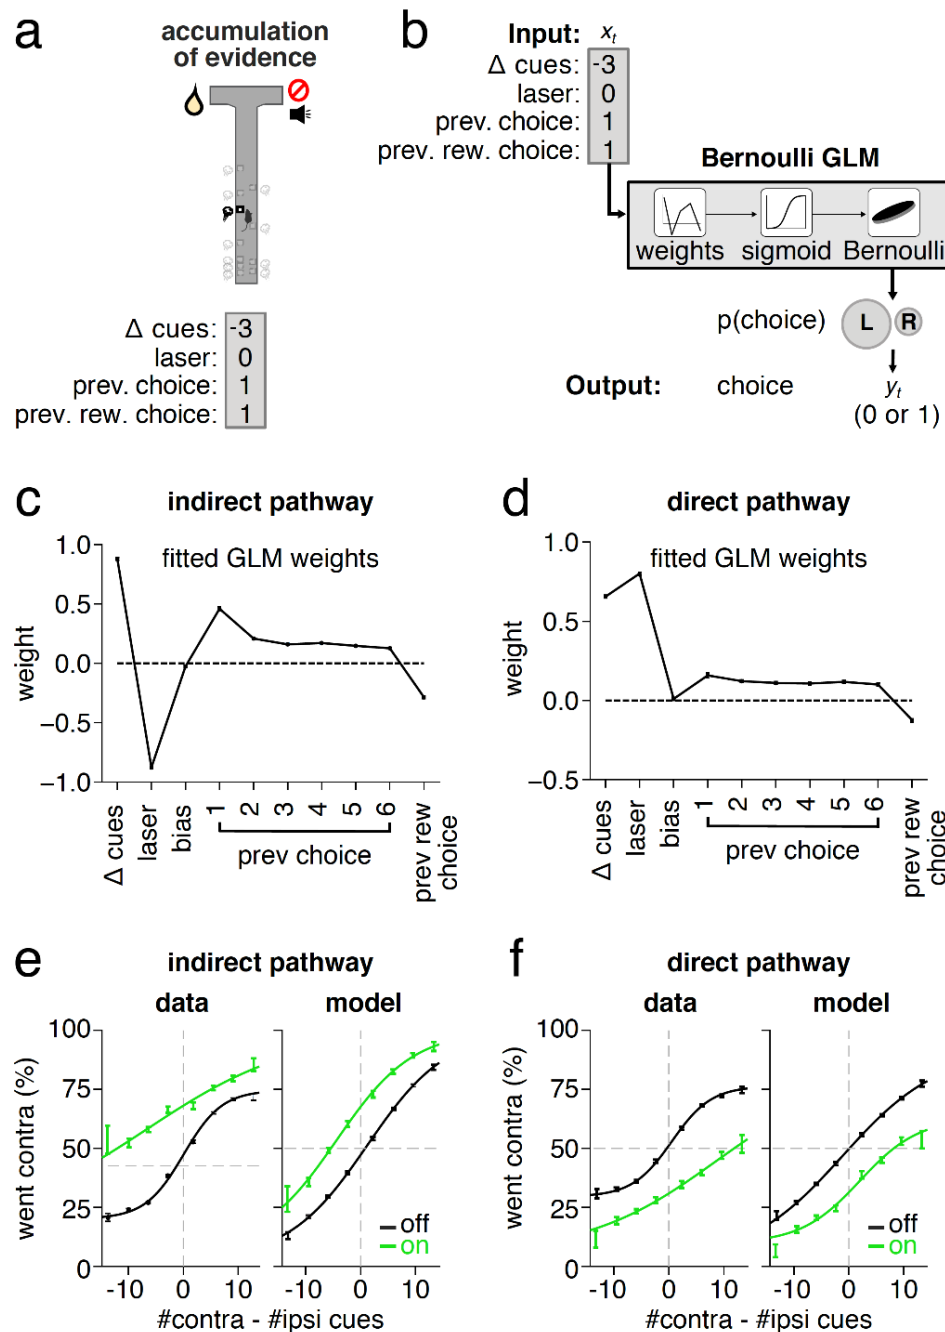 a
accumulation
of evidence
Δ cues: -3
laser: 0
prev. choice: 1
prev. rew. choice: 1
b
Input: xt
Δ cues: -3
laser: 0
prev. choice: 1
prev. rew. choice: 1
Bernoulli GLM
weights sigmoid Bernoulli
p(choice) L R
Output: choice yt
(0 or 1)
c
indirect pathway
fitted GLM weights
weight
1.0
0.5
0.0
−0.5
−1.0
Δ cues
laser
bias
1
2
3
4
5
6
prev choice
prev rew
choice
d
direct pathway
fitted GLM weights
weight
1.0
0.5
0.0
−0.5
Δ cues
laser
bias
1
2
3
4
5
6
prev choice
prev rew
choice
e
indirect pathway
data model
went contra (%)
100
75
50
25
0
off
on
-10 0 10 -10 0 10
#contra - #ipsi cues
f
direct pathway
data model
went contra (%)
100
75
50
25
0
off
on
-10 0 10 -10 0 10
#contra - #ipsi cues